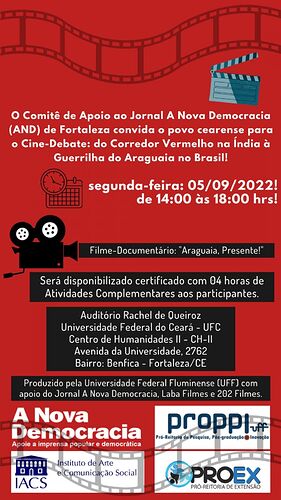 O Comitê de Apoio ao Jornal A Nova Democracia
(AND) de Fortaleza convida o povo cearense para
o Cine-Debate: do Corredor Vermelho na Índia à
Guerrilha do Araguaia no Brasil!
segunda-feira: 05/09/2022!
de 14:00 às 18:00 hrs!
Filme-Documentário: "Araguaia, Presente!"
Será disponibilizado certificado com 04 horas de
Atividades Complementares aos participantes.
Auditório Rachel de Queiroz
Universidade Federal do Ceará - UFC
Centro de Humanidades II - CH-II
Avenida da Universidade, 2762
Bairro: Benfica - Fortaleza/CE
Produzido pela Universidade Federal Fluminense (UFF) com
apoio do Jornal A Nova Democracia, Laba Filmes e 202 Filmes.
A Nova
Democracia
Apoie a imprensa popular e democrática
proppi uff
Pró-Reitoria de Pesquisa, Pós-graduação e Inovação
IACS
Instituto de Arte
e Comunicação Social
PROEX
PRÓ-REITORIA DE EXTENSÃO